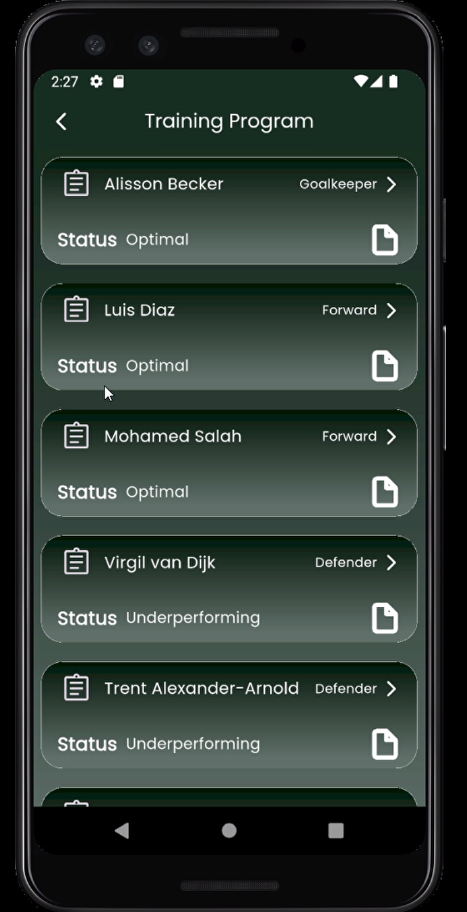 2:27
Training Program
Alisson Becker Goalkeeper
Status Optimal
Luis Diaz Forward
Status Optimal
Mohamed Salah Forward
Status Optimal
Virgil van Dijk Defender
Status Underperforming
Trent Alexander-Arnold Defender
Status Underperforming